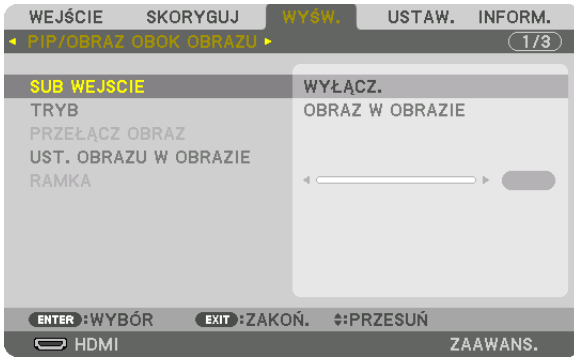 WEJŚCIE SKORYGUJ WYŚW. USTAW. INFORM.
PIP/OBRAZ OBOK OBRAZU 1/3
SUB WEJSCIE WYŁĄCZ.
TRYB OBRAZ W OBRAZIE
PRZEŁĄCZ OBRAZ
UST. OBRAZU W OBRAZIE
RAMKA
ENTER :WYBÓR EXIT :ZAKOŃ. :PRZESUŃ
HDMI ZAAWANS.